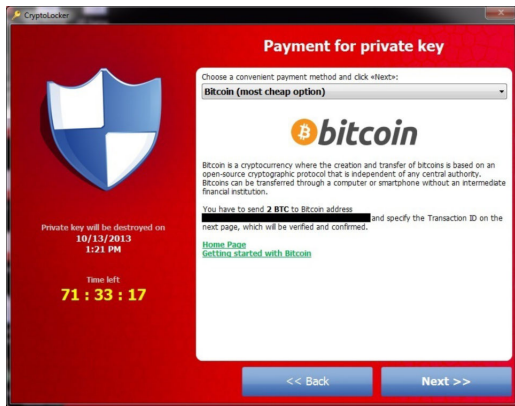 CryptoLocker
Payment for private key
Choose a convenient payment method and click «Next»:
Bitcoin (most cheap option)
bitcoin
Bitcoin is a cryptocurrency where the creation and transfer of bitcoins is based on an
open-source cryptographic protocol that is independent of any central authority.
Bitcoins can be transferred through a computer or smartphone without an intermediate
financial institution.
You have to send 2 BTC to Bitcoin address
and specify the Transaction ID on the
next page, which will be verified and confirmed.
Home Page
Getting started with Bitcoin
Private key will be destroyed on
10/13/2013
1:21 PM
Time left
71 : 33 : 17
<< Back
Next >>